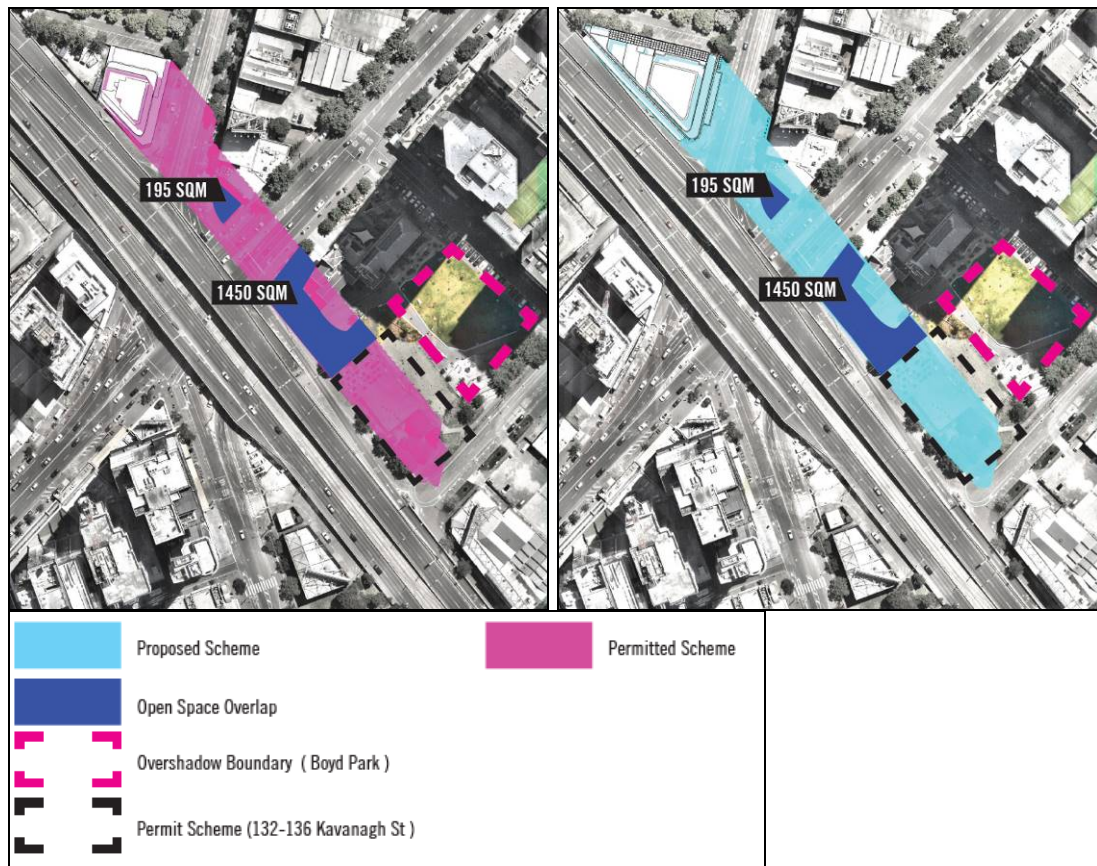 195 SQM
1450 SQM
195 SQM
1450 SQM
Proposed Scheme
Permitted Scheme
Open Space Overlap
Overshadow Boundary ( Boyd Park )
Permit Scheme (132-136 Kavanagh St )